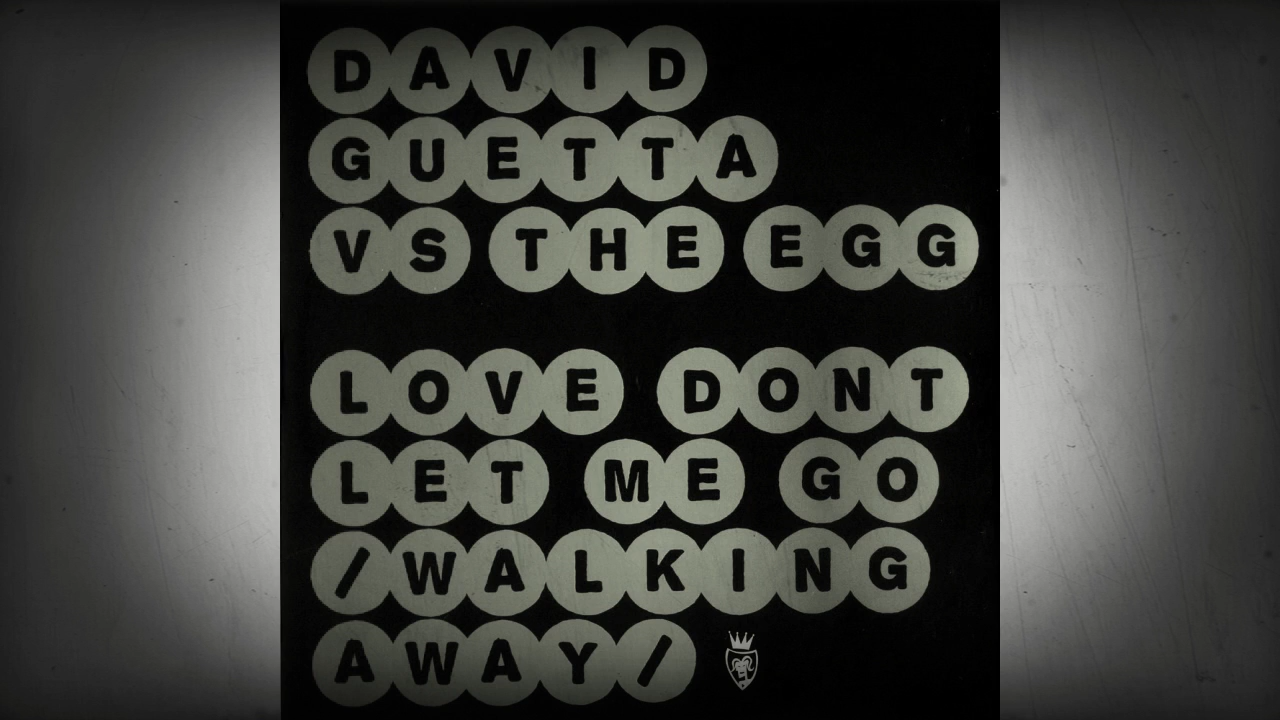 DAVID
GUETTA
VS THE EGG
LOVE DONT
LET ME GO
/WALKING
AWAY/